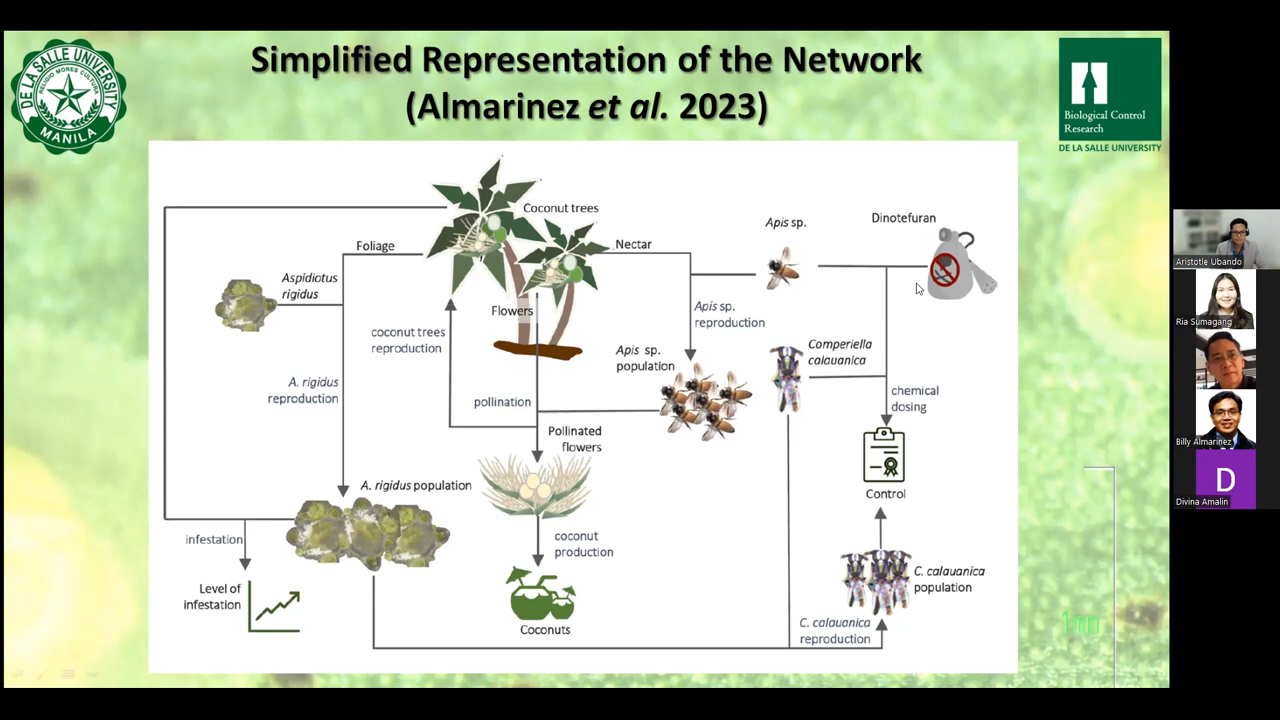 Simplified Representation of the Network
(Almarinez et al. 2023)
DE LA SALLE UNIVERSITY
MANILA
Biological Control
Research
DE LA SALLE UNIVERSITY
Coconut trees
Foliage
Nectar
Apis sp.
Dinotefuran
Aspidiotus
rigidus
Flowers
coconut trees
reproduction
Apis sp.
reproduction
Apis sp.
population
Comperiella
calauanica
A. rigidus
reproduction
pollination
chemical
dosing
Pollinated
flowers
A. rigidus population
Control
infestation
coconut
production
Level of
infestation
Coconuts
C. calauanica
population
C. calauanica
reproduction
1mm
Aristotle Ubando
Ria Sumagang
Billy Almarinez
D
Divina Amalin